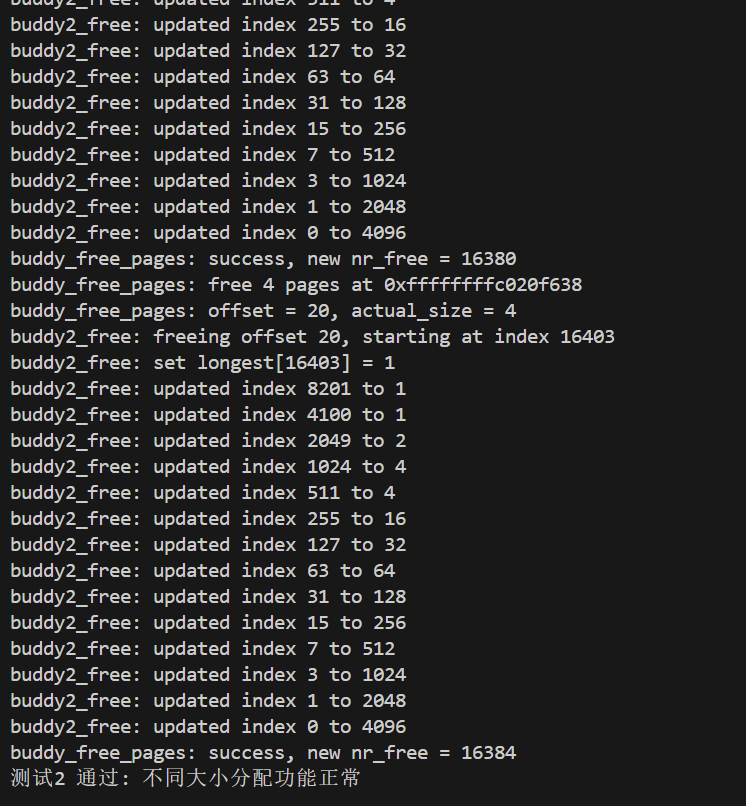 buddy2_free: updated index 511 to 4
buddy2_free: updated index 255 to 16
buddy2_free: updated index 127 to 32
buddy2_free: updated index 63 to 64
buddy2_free: updated index 31 to 128
buddy2_free: updated index 15 to 256
buddy2_free: updated index 7 to 512
buddy2_free: updated index 3 to 1024
buddy2_free: updated index 1 to 2048
buddy2_free: updated index 0 to 4096
buddy_free_pages: success, new nr_free = 16380
buddy_free_pages: free 4 pages at 0xffffffffc020f638
buddy_free_pages: offset = 20, actual_size = 4
buddy2_free: freeing offset 20, starting at index 16403
buddy2_free: set longest[16403] = 1
buddy2_free: updated index 8201 to 1
buddy2_free: updated index 4100 to 1
buddy2_free: updated index 2049 to 2
buddy2_free: updated index 1024 to 4
buddy2_free: updated index 511 to 4
buddy2_free: updated index 255 to 16
buddy2_free: updated index 127 to 32
buddy2_free: updated index 63 to 64
buddy2_free: updated index 31 to 128
buddy2_free: updated index 15 to 256
buddy2_free: updated index 7 to 512
buddy2_free: updated index 3 to 1024
buddy2_free: updated index 1 to 2048
buddy2_free: updated index 0 to 4096
buddy_free_pages: success, new nr_free = 16384
测试2 通过: 不同大小分配功能正常